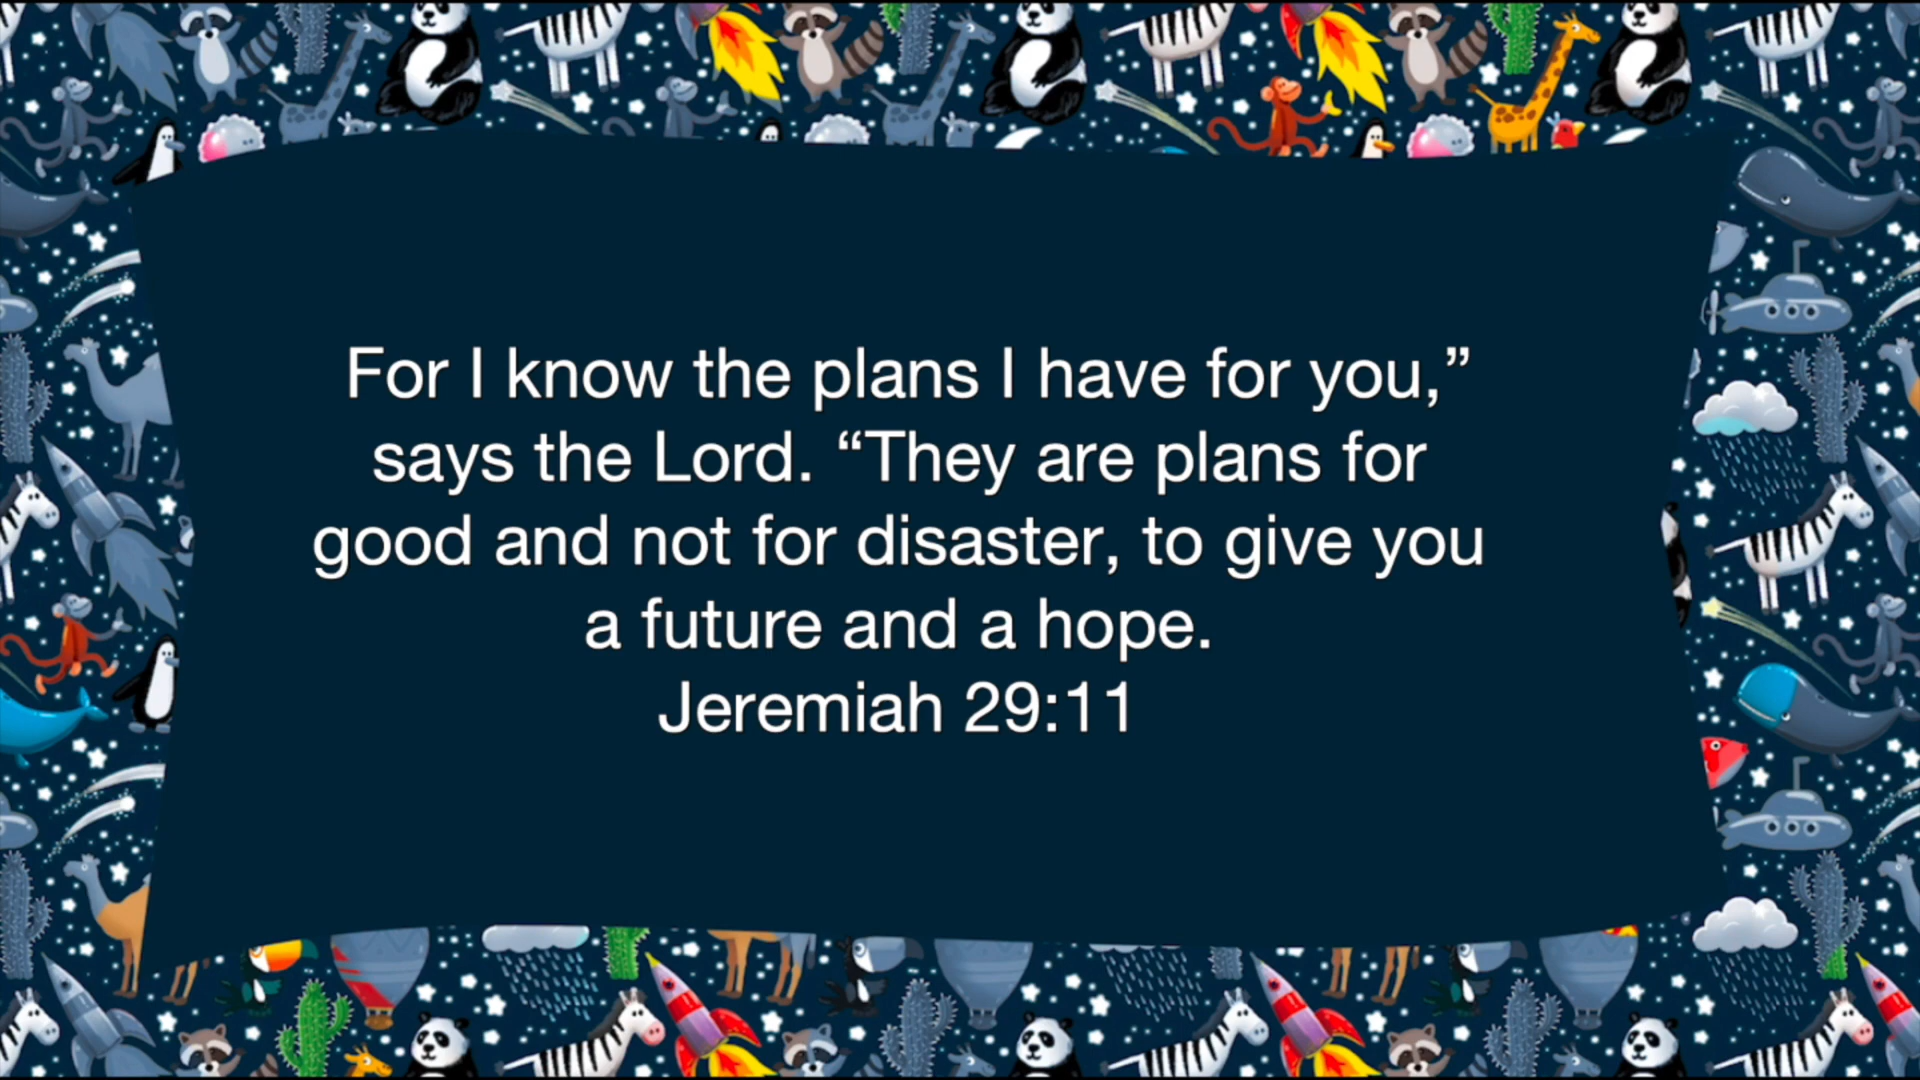 For I know the plans I have for you,”
says the Lord. “They are plans for
good and not for disaster, to give you
a future and a hope.
Jeremiah 29:11